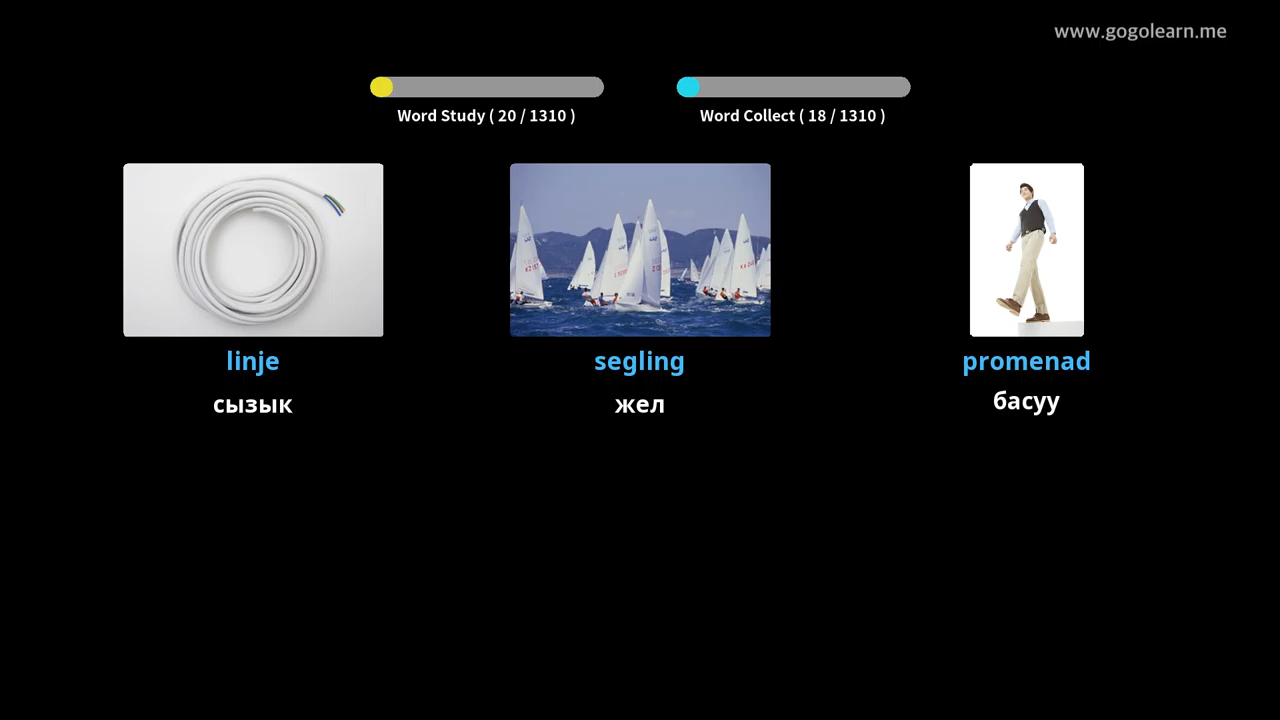 www.gogolearn.me
Word Study ( 20 / 1310 )
Word Collect ( 18 / 1310 )
linje
segling
promenad
сызык
жел
басуу